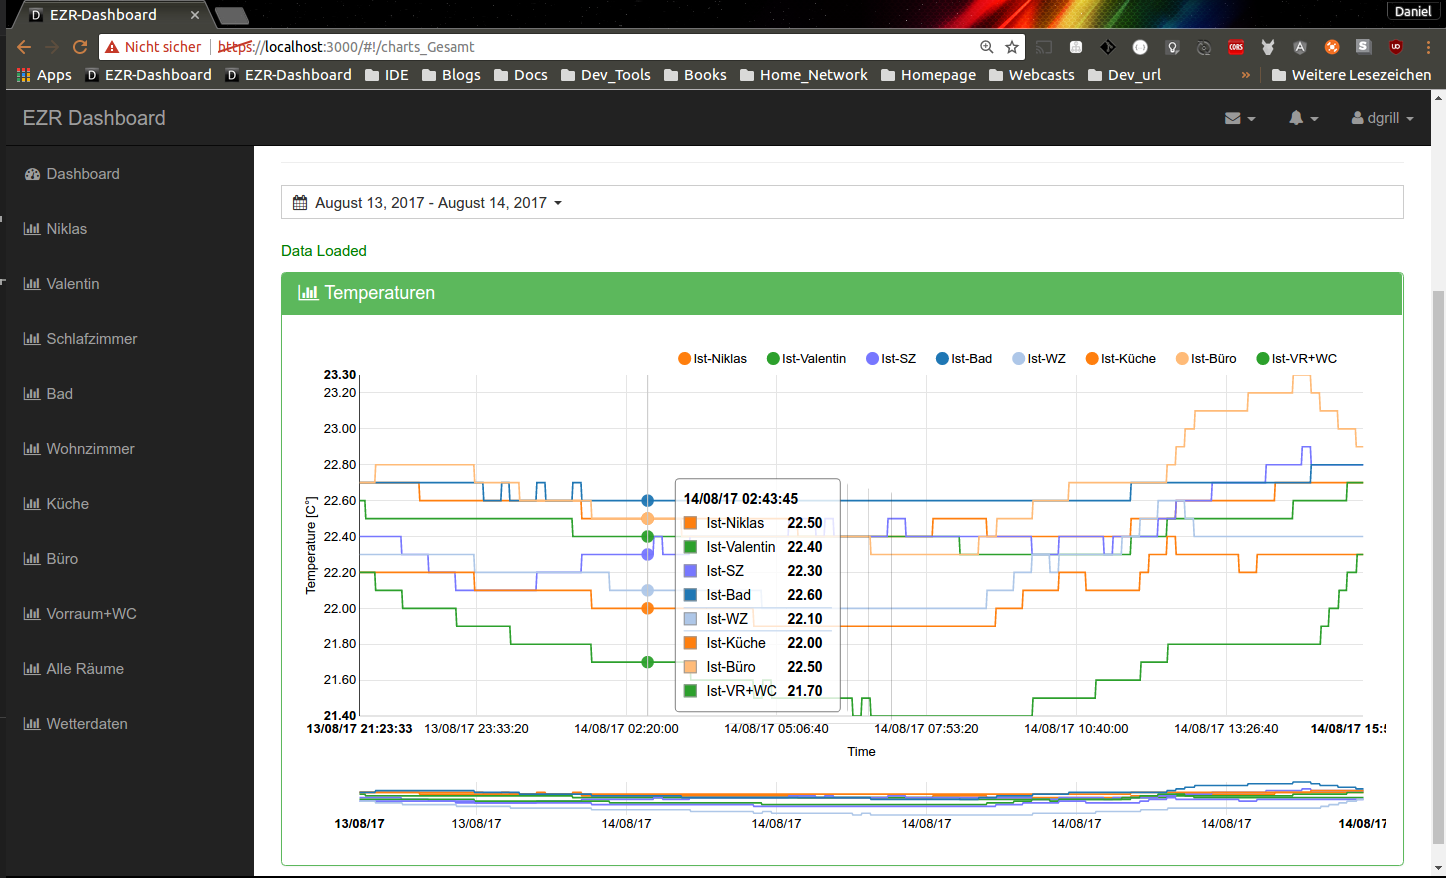 Daniel
EZR-Dashboard
Nicht sicher https://localhost:3000/#!/charts_Gesamt
Apps EZR-Dashboard EZR-Dashboard IDE Blogs Docs Dev_Tools Books Home_Network Homepage Webcasts Dev_url » Weitere Lesezeichen
EZR Dashboard dgrill
Dashboard
Niklas
Valentin
Schlafzimmer
Bad
Wohnzimmer
Küche
Büro
Vorraum+WC
Alle Räume
Wetterdaten
August 13, 2017 - August 14, 2017
Data Loaded
Temperaturen
Ist-Niklas Ist-Valentin Ist-SZ Ist-Bad Ist-WZ Ist-Küche Ist-Büro Ist-VR+WC
Temperature [C°]
23.30
23.20
23.00
22.80
22.60
22.40
22.20
22.00
21.80
21.60
21.40
14/08/17 02:43:45
Ist-Niklas 22.50
Ist-Valentin 22.40
Ist-SZ 22.30
Ist-Bad 22.60
Ist-WZ 22.10
Ist-Küche 22.00
Ist-Büro 22.50
Ist-VR+WC 21.70
13/08/17 21:23:33 13/08/17 23:33:20 14/08/17 02:20:00 14/08/17 05:06:40 14/08/17 07:53:20 14/08/17 10:40:00 14/08/17 13:26:40 14/08/17 15:5
Time
13/08/17 13/08/17 14/08/17 14/08/17 14/08/17 14/08/17 14/08/17 14/08/17